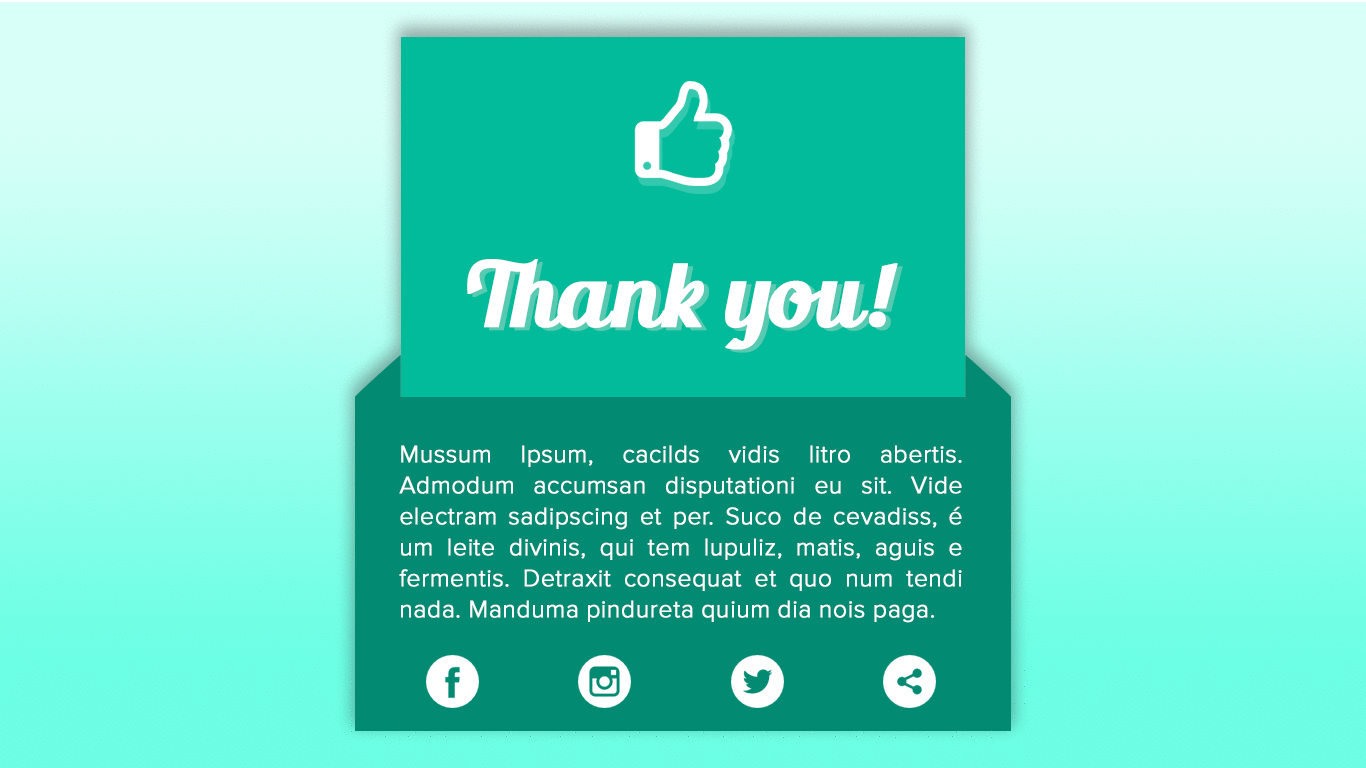 Thank you!
Mussum Ipsum, cacilds vidis litro abertis.
Admodum accumsan disputationi eu sit. Vide
electram sadipscing et per. Suco de cevadiss, é
um leite divinis, qui tem lupuliz, matis, aguis e
fermentis. Detraxit consequat et quo num tendi
nada. Manduma pindureta quium dia nois paga.